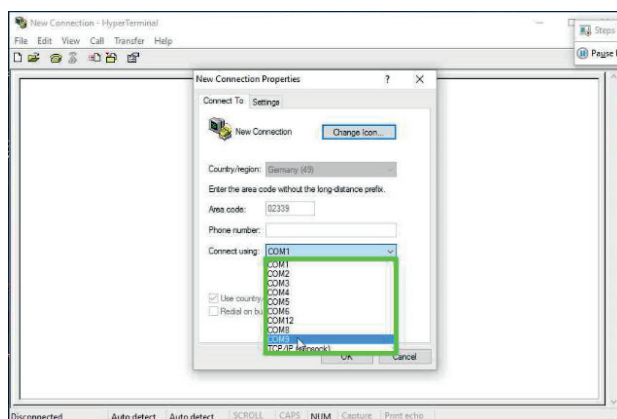 New Connection - HyperTerminal
File Edit View Call Transfer Help
Steps
Pause
New Connection Properties ? X
Connect To Settings
New Connection Change Icon...
Country/region: Germany (49)
Enter the area code without the long-distance prefix.
Area code: 02339
Phone number:
Connect using: COM1
COM1
COM2
COM3
COM4
COM5
COM6
COM12
COM8
COM9
TCP/IP (Winsock)
Use country
Redial on bu
OK Cancel
Disconnected Auto detect Auto detect SCROLL CAPS NUM Capture Print echo